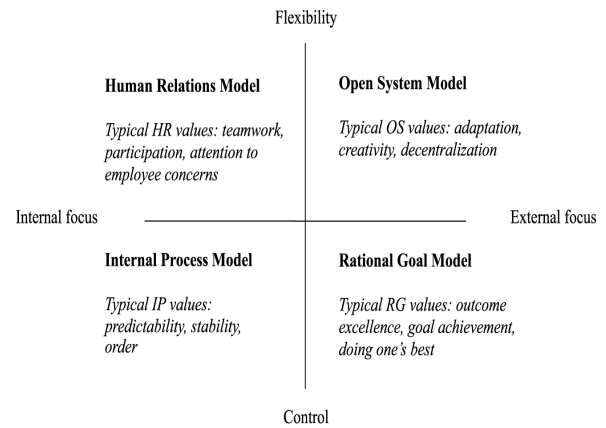 Flexibility
Human Relations Model
Typical HR values: teamwork,
participation, attention to
employee concerns
Open System Model
Typical OS values: adaptation,
creativity, decentralization
Internal focus
External focus
Internal Process Model
Typical IP values:
predictability, stability,
order
Rational Goal Model
Typical RG values: outcome
excellence, goal achievement,
doing one's best
Control